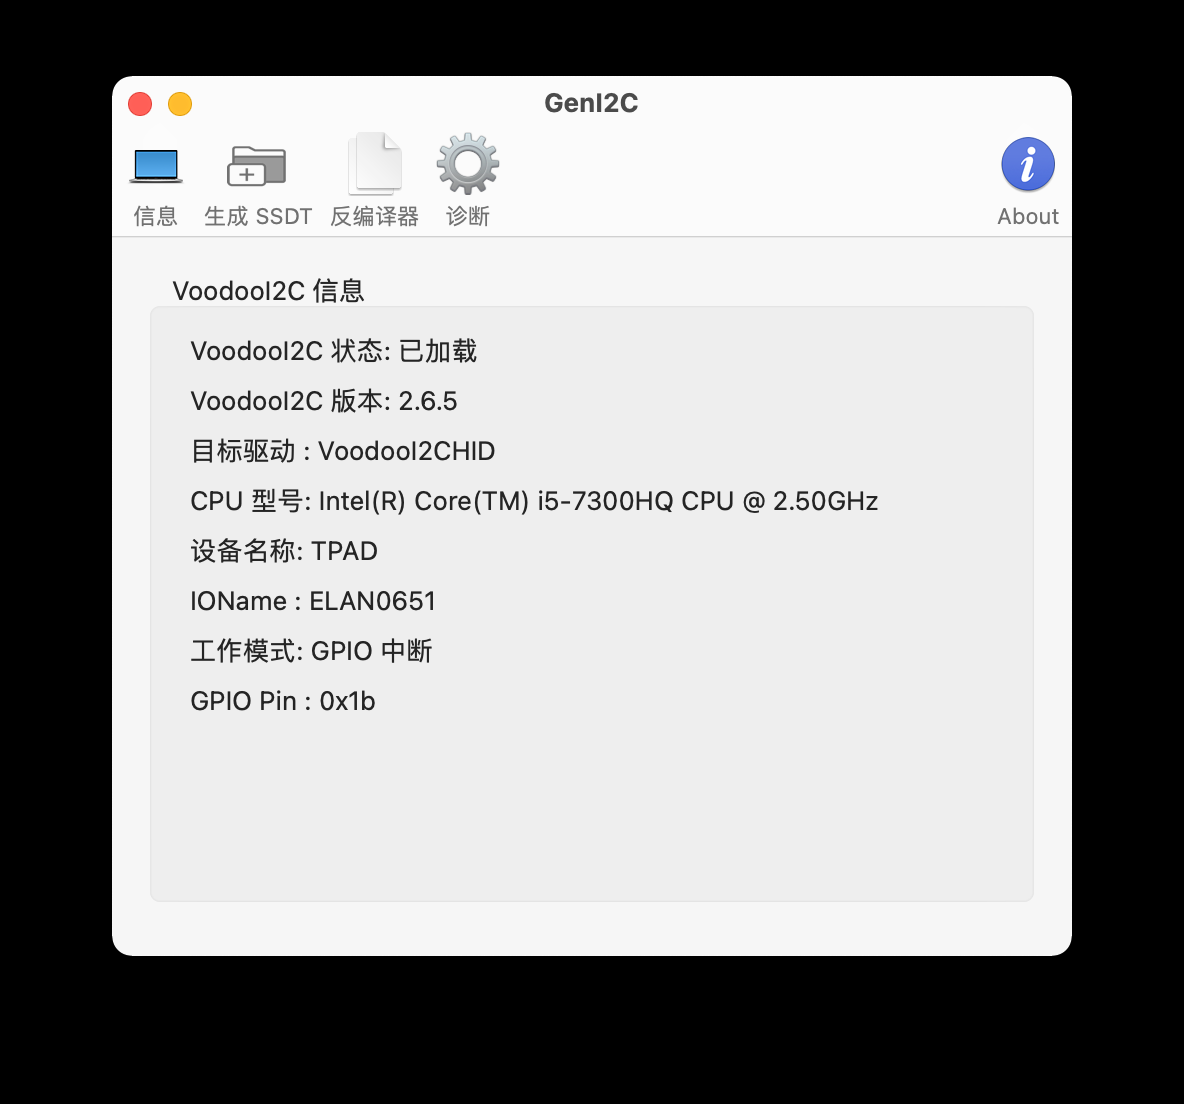 GenI2C
信息
生成 SSDT
反编译器
诊断
About
VoodooI2C 信息
VoodooI2C 状态: 已加载
VoodooI2C 版本: 2.6.5
目标驱动 : VoodooI2CHID
CPU 型号: Intel(R) Core(TM) i5-7300HQ CPU @ 2.50GHz
设备名称: TPAD
IOName : ELAN0651
工作模式: GPIO 中断
GPIO Pin : 0x1b